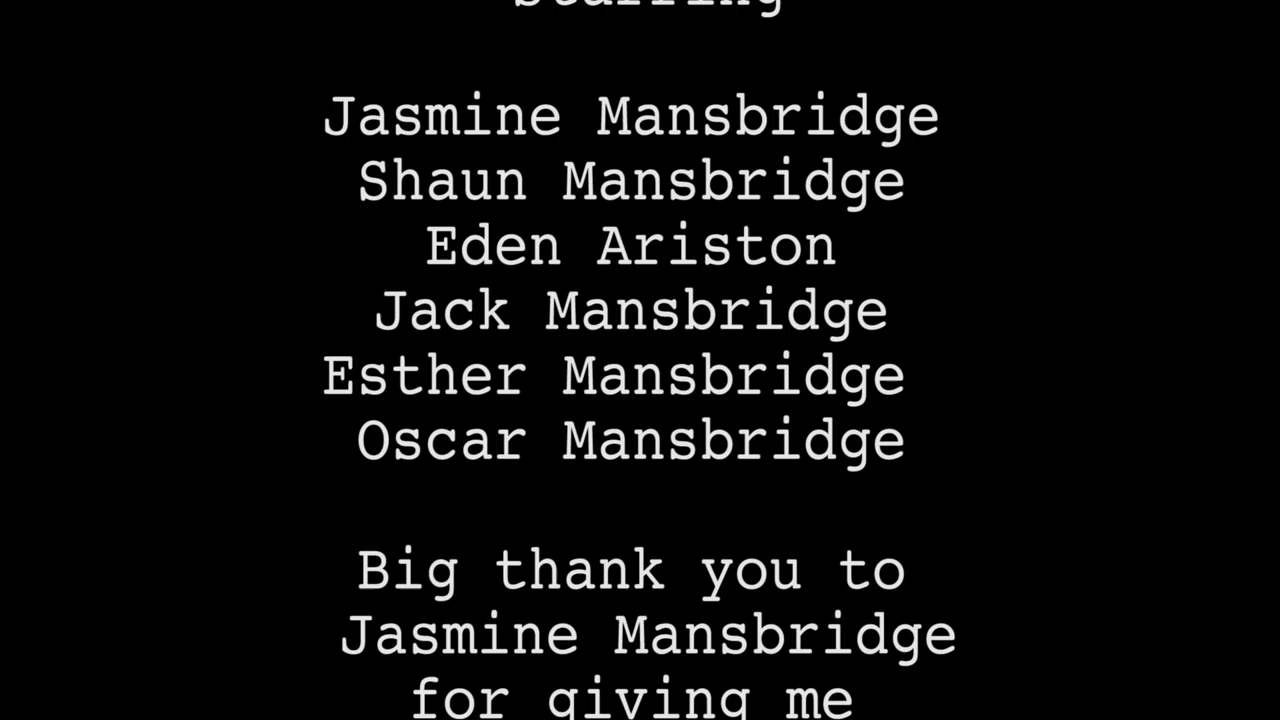 Starring
Jasmine Mansbridge
Shaun Mansbridge
Eden Ariston
Jack Mansbridge
Esther Mansbridge
Oscar Mansbridge
Big thank you to
Jasmine Mansbridge
for giving me